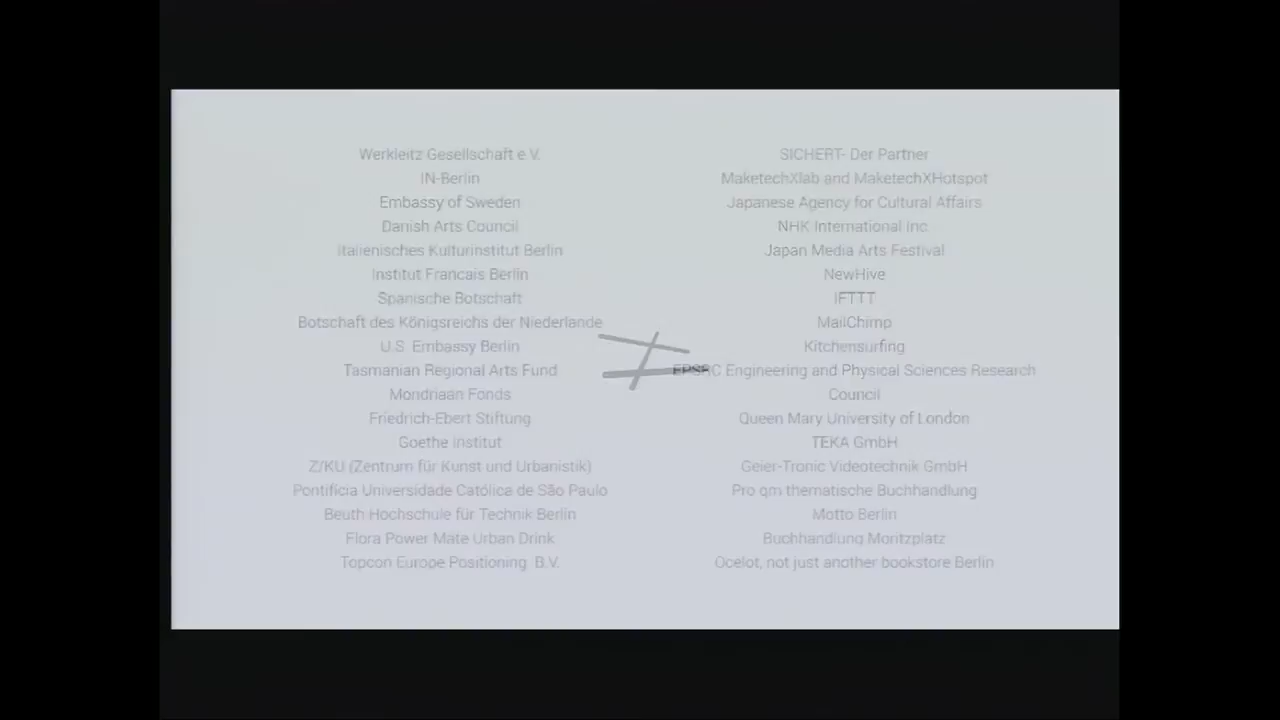 Werkleitz Gesellschaft e.V.
IN-Berlin
Embassy of Sweden
Danish Arts Council
Italienisches Kulturinstitut Berlin
Institut Francais Berlin
Spanische Botschaft
Botschaft des Königsreichs der Niederlande
U.S. Embassy Berlin
Tasmanian Regional Arts Fund
Mondriaan Fonds
Friedrich-Ebert Stiftung
Goethe Institut
Z/KU (Zentrum für Kunst und Urbanistik)
Pontifícia Universidade Católica de São Paulo
Beuth Hochschule für Technik Berlin
Flora Power Mate Urban Drink
Topcon Europe Positioning B.V.
SICHERT- Der Partner
MaketechXlab and MaketechXHotspot
Japanese Agency for Cultural Affairs
NHK International Inc.
Japan Media Arts Festival
NewHive
IFTTT
MailChimp
Kitchensurfing
EPSRC Engineering and Physical Sciences Research
Council
Queen Mary University of London
TEKA GmbH
Geier-Tronic Videotechnik GmbH
Pro qm thematische Buchhandlung
Motto Berlin
Buchhandlung Moritzplatz
Ocelot, not just another bookstore Berlin